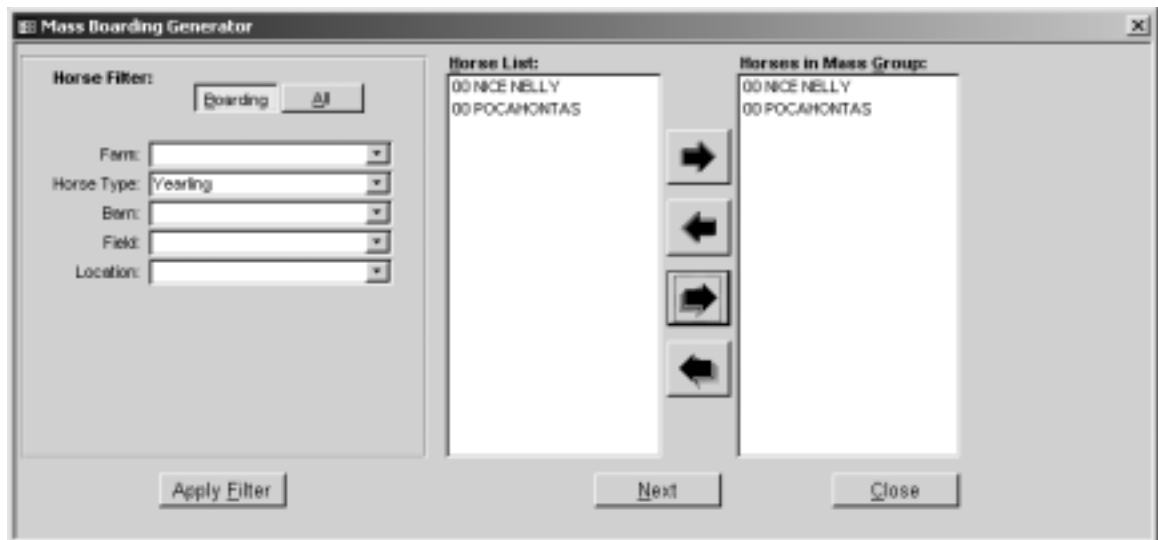 Mass Boarding Generator
Horse Filter:
Boarding All
Farm:
Horse Type: Yearling
Barn:
Field:
Location:
Apply Filter
Horse List:
00 NICE NELLY
00 POCAHONTAS
Horses in Mass Group:
00 NICE NELLY
00 POCAHONTAS
Next
Close